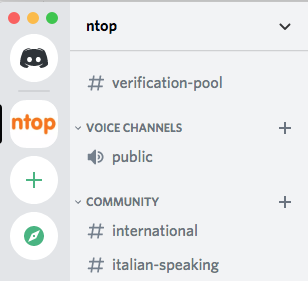 ntop
verification-pool
VOICE CHANNELS
public
ntop
COMMUNITY
international
italian-speaking